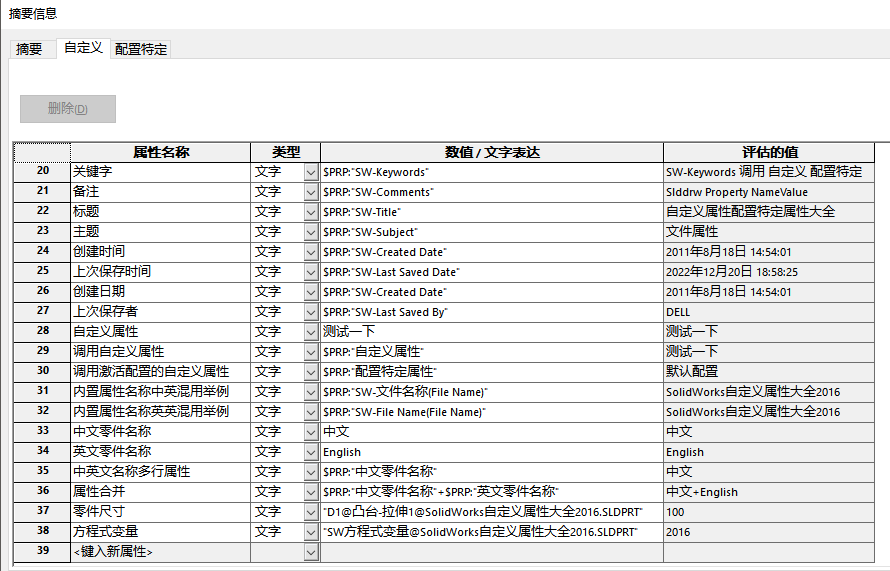 摘要信息
摘要 自定义 配置特定
删除(D)
属性名称 类型 数值 / 文字表达 评估的值
20 关键字 文字 $PRP:"SW-Keywords" SW-Keywords 调用 自定义 配置特定
21 备注 文字 $PRP:"SW-Comments" Slddrw Property NameValue
22 标题 文字 $PRP:"SW-Title" 自定义属性配置特定属性大全
23 主题 文字 $PRP:"SW-Subject" 文件属性
24 创建时间 文字 $PRP:"SW-Created Date" 2011年8月18日 14:54:01
25 上次保存时间 文字 $PRP:"SW-Last Saved Date" 2022年12月20日 18:58:25
26 创建日期 文字 $PRP:"SW-Created Date" 2011年8月18日 14:54:01
27 上次保存者 文字 $PRP:"SW-Last Saved By" DELL
28 自定义属性 文字 测试一下 测试一下
29 调用自定义属性 文字 $PRP:"自定义属性" 测试一下
30 调用激活配置的自定义属性 文字 $PRP:"配置特定属性" 默认配置
31 内置属性名称中英混用举例 文字 $PRP:"SW-文件名称(File Name)" SolidWorks自定义属性大全2016
32 内置属性名称英英混用举例 文字 $PRP:"SW-File Name(File Name)" SolidWorks自定义属性大全2016
33 中文零件名称 文字 中文 中文
34 英文零件名称 文字 English English
35 中英文名称多行属性 文字 $PRP:"中文零件名称" 中文
36 属性合并 文字 $PRP:"中文零件名称"+$PRP:"英文零件名称" 中文+English
37 零件尺寸 文字 "D1@凸台-拉伸1@SolidWorks自定义属性大全2016.SLDPRT" 100
38 方程式变量 文字 "SW方程式变量@SolidWorks自定义属性大全2016.SLDPRT" 2016
39 <键入新属性>